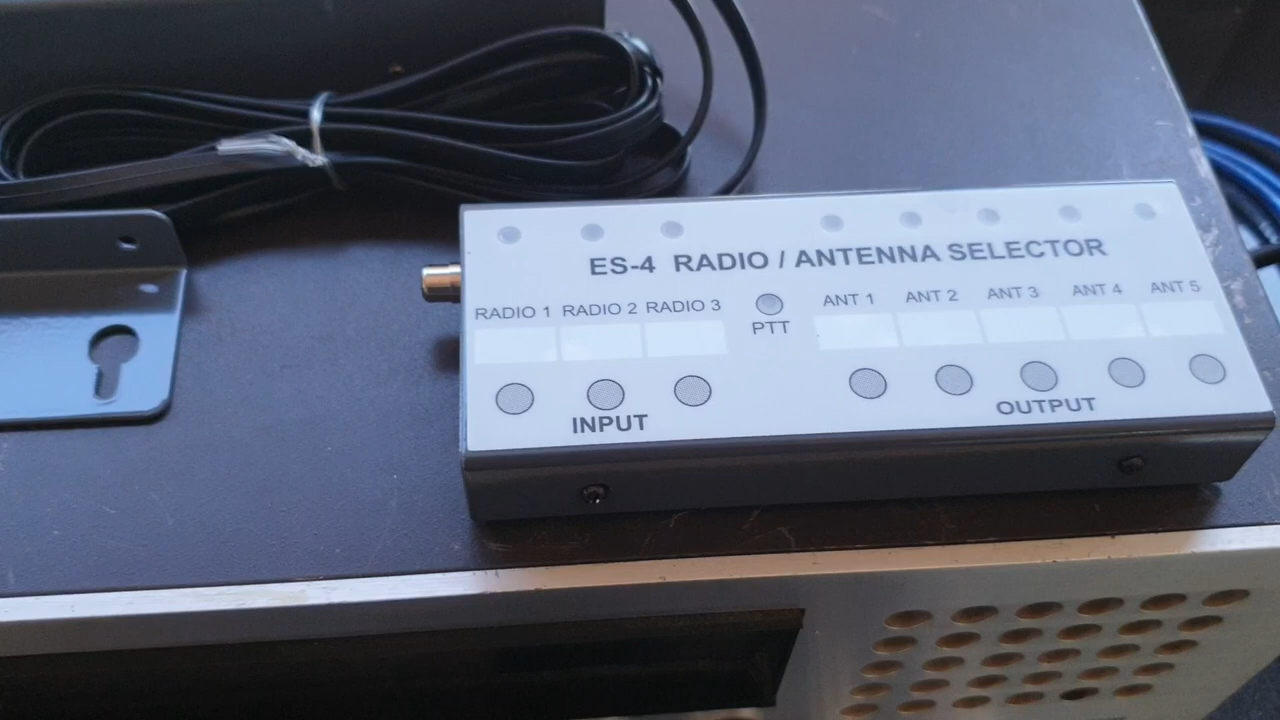 ES-4 RADIO / ANTENNA SELECTOR
RADIO 1 RADIO 2 RADIO 3
PTT
ANT 1 ANT 2 ANT 3 ANT 4 ANT 5
INPUT
OUTPUT